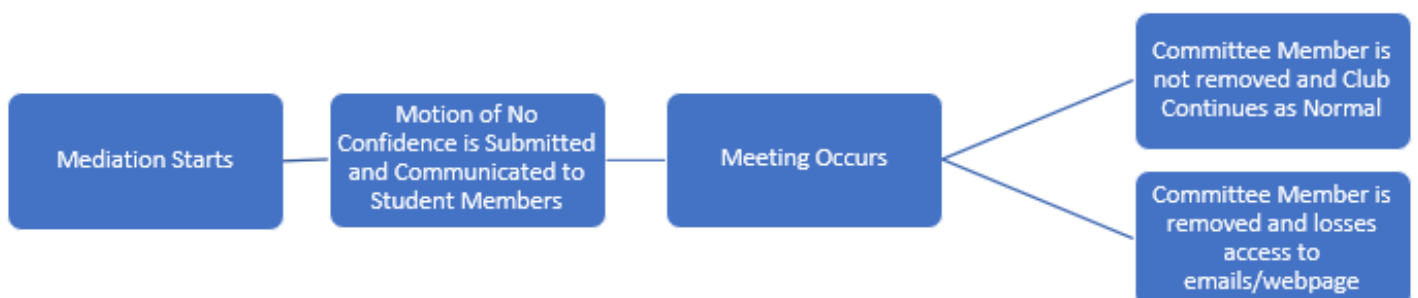 Mediation Starts
Motion of No
Confidence is Submitted
and Communicated to
Student Members
Meeting Occurs
Committee Member is
not removed and Club
Continues as Normal
Committee Member is
removed and losses
access to
emails/webpage